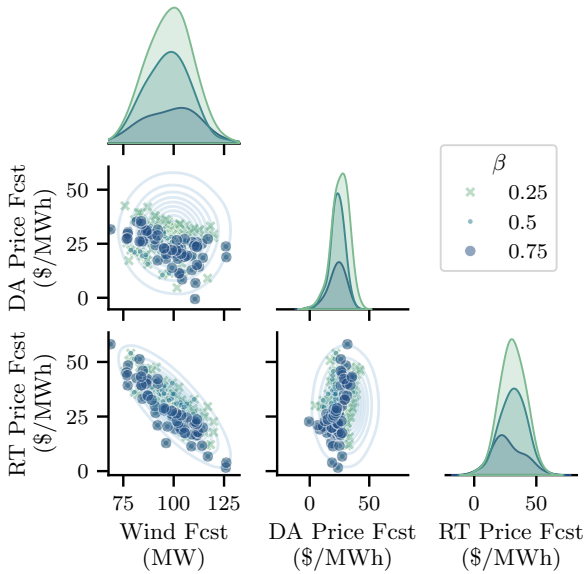 β
0.25
0.5
0.75
DA Price Fcst
($/MWh)
50
25
0
RT Price Fcst
($/MWh)
50
25
0
75 100 125
0 50
0 50
Wind Fcst
(MW)
DA Price Fcst
($/MWh)
RT Price Fcst
($/MWh)